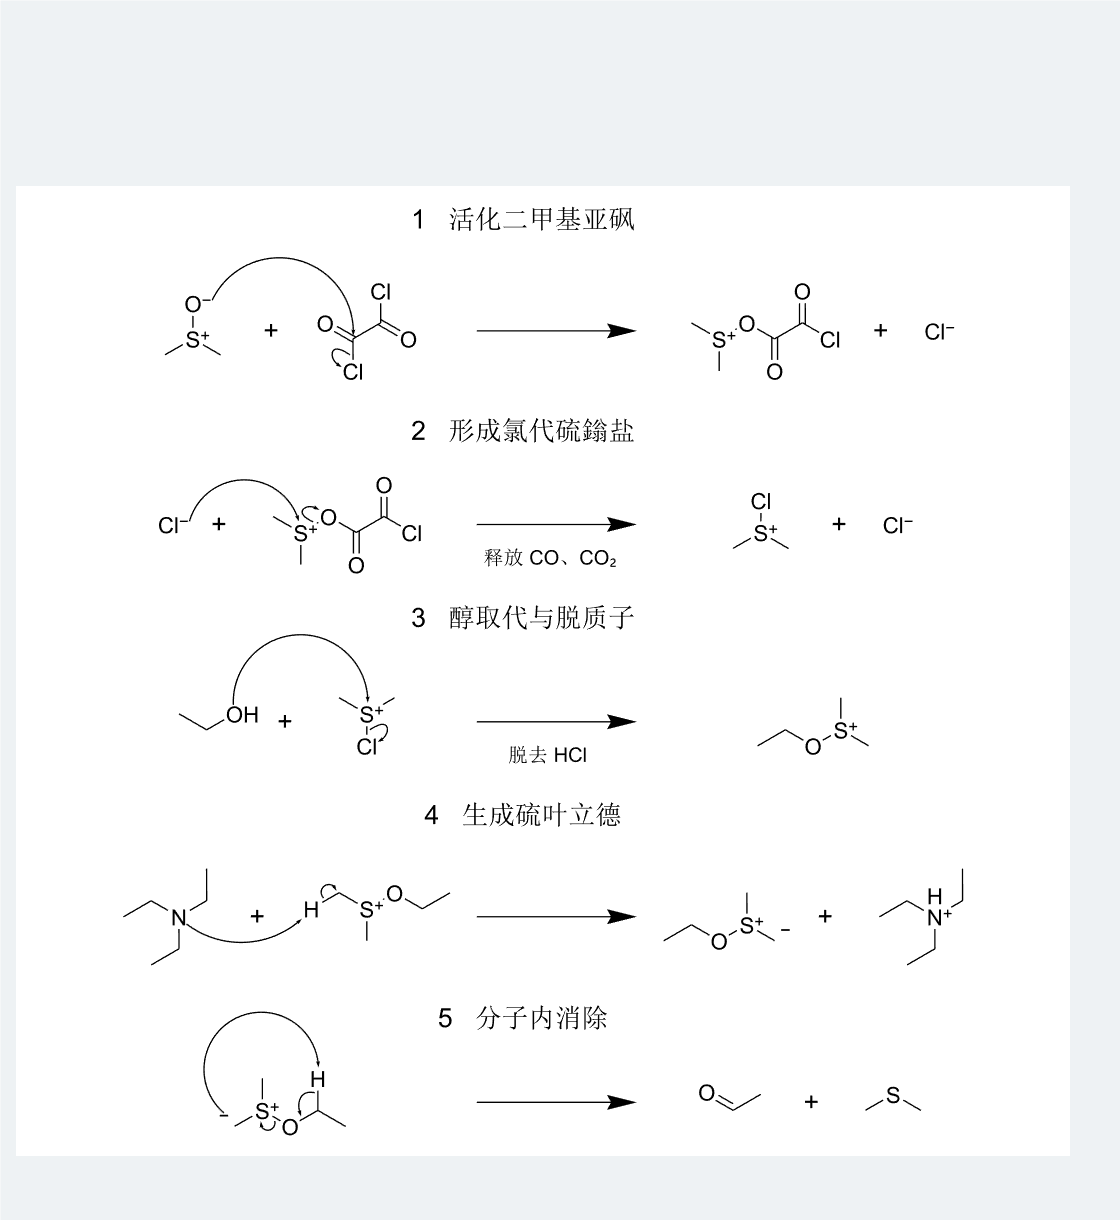 1 活化二甲基亚砜
O⁻ S⁺ + O Cl O Cl S⁺ O O O Cl + Cl⁻
2 形成氯代硫鎓盐
Cl⁻ + S⁺ O O O Cl Cl S⁺ + Cl⁻
释放 CO、CO₂
3 醇取代与脱质子
OH + S⁺ Cl O S⁺
脱去 HCl
4 生成硫叶立德
N + H S⁺ O O S⁺ − + H N⁺
5 分子内消除
− S⁺ O H O + S